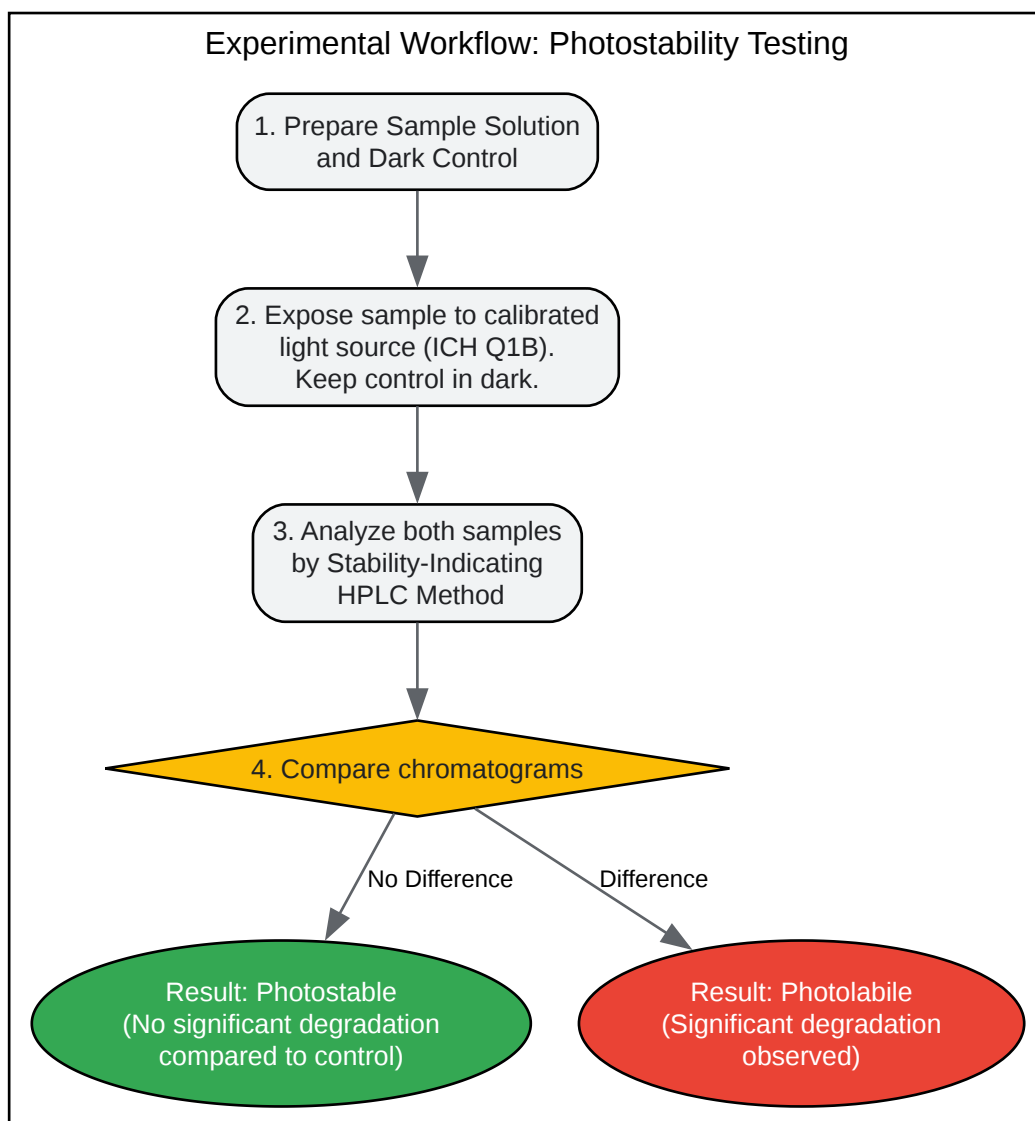 Experimental Workflow: Photostability Testing
1. Prepare Sample Solution
and Dark Control
2. Expose sample to calibrated
light source (ICH Q1B).
Keep control in dark.
3. Analyze both samples
by Stability-Indicating
HPLC Method
4. Compare chromatograms
No Difference
Difference
Result: Photostable
(No significant degradation
compared to control)
Result: Photolabile
(Significant degradation
observed)